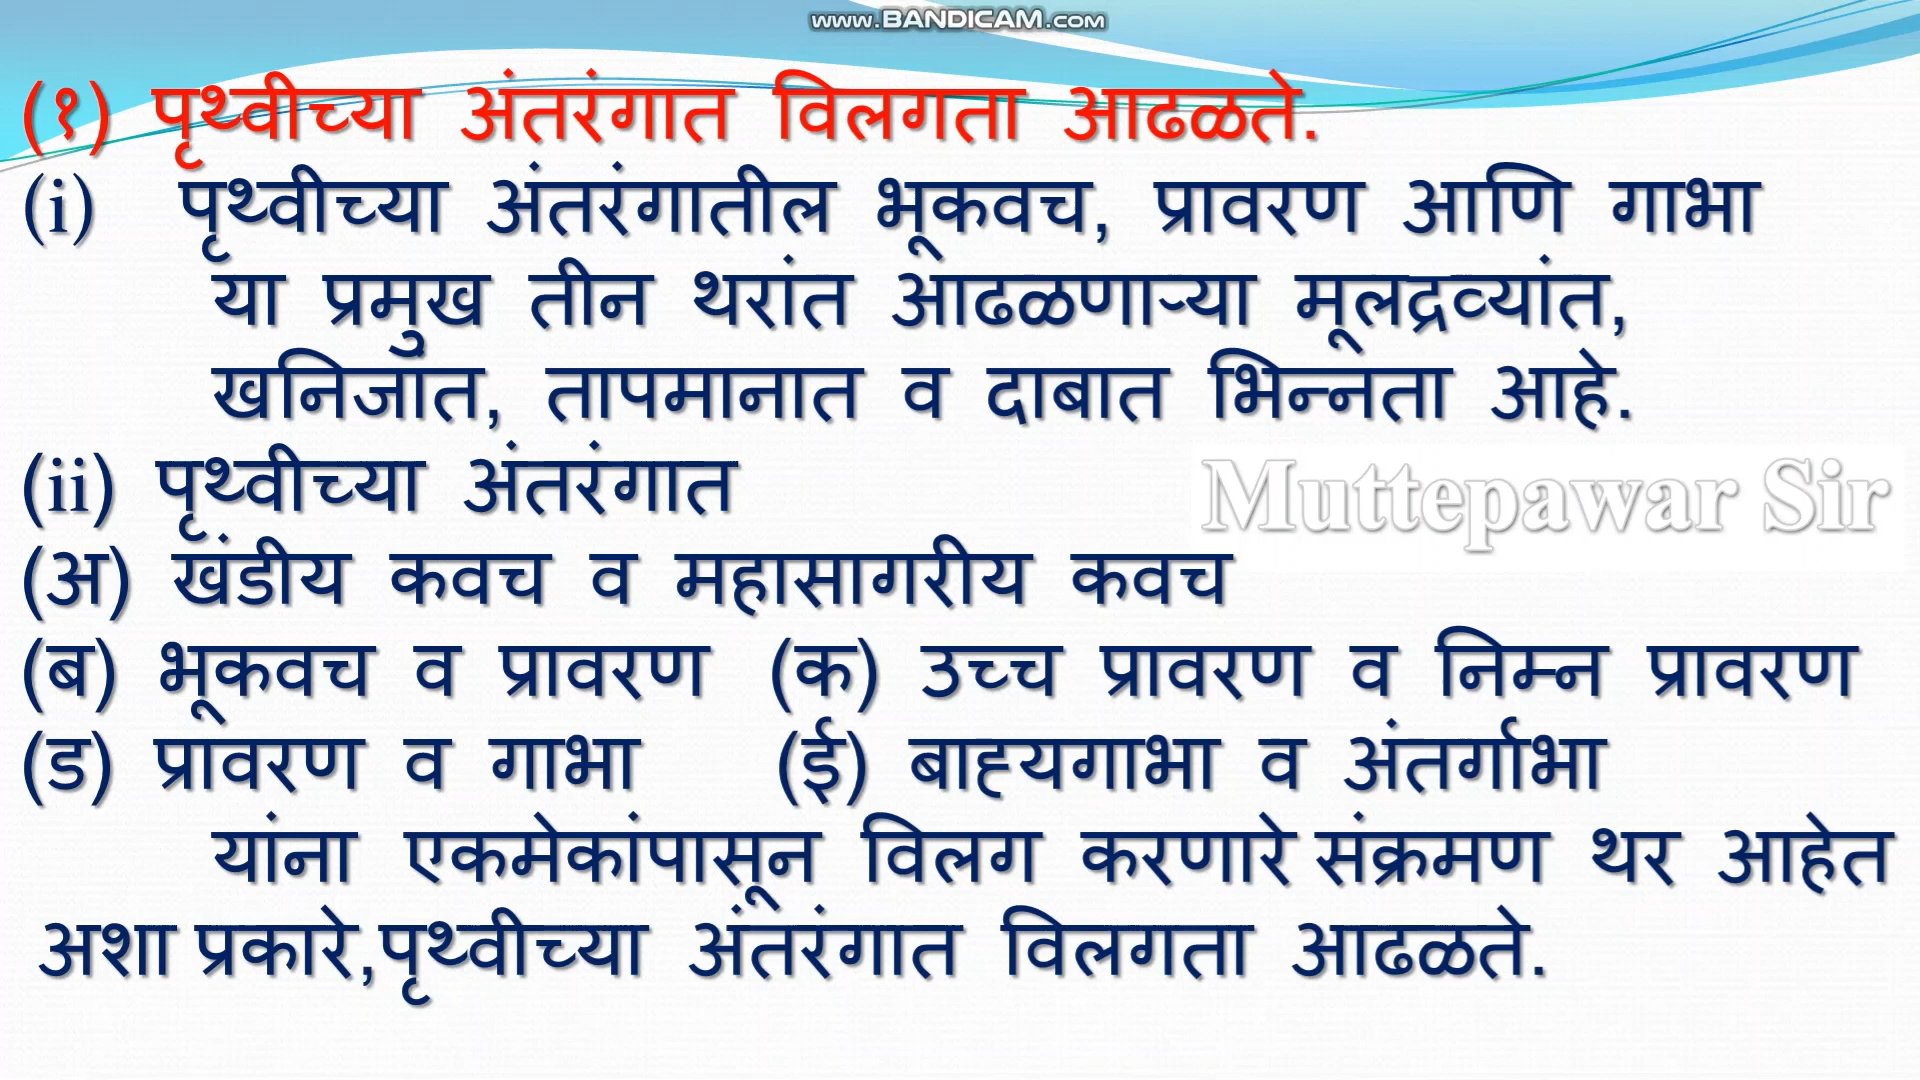 www.BANDICAM.com
(१) पृथ्वीच्या अंतरंगात विलगता आढळते.
(i) पृथ्वीच्या अंतरंगातील भूकवच, प्रावरण आणि गाभा
या प्रमुख तीन थरांत आढळणाऱ्या मूलद्रव्यांत,
खनिजांत, तापमानात व दाबात भिन्नता आहे.
(ii) पृथ्वीच्या अंतरंगात
Muttepawar Sir
(अ) खंडीय कवच व महासागरीय कवच
(ब) भूकवच व प्रावरण (क) उच्च प्रावरण व निम्न प्रावरण
(ड) प्रावरण व गाभा (ई) बाह्यगाभा व अंतर्गाभा
यांना एकमेकांपासून विलग करणारे संक्रमण थर आहेत
अशा प्रकारे,पृथ्वीच्या अंतरंगात विलगता आढळते.